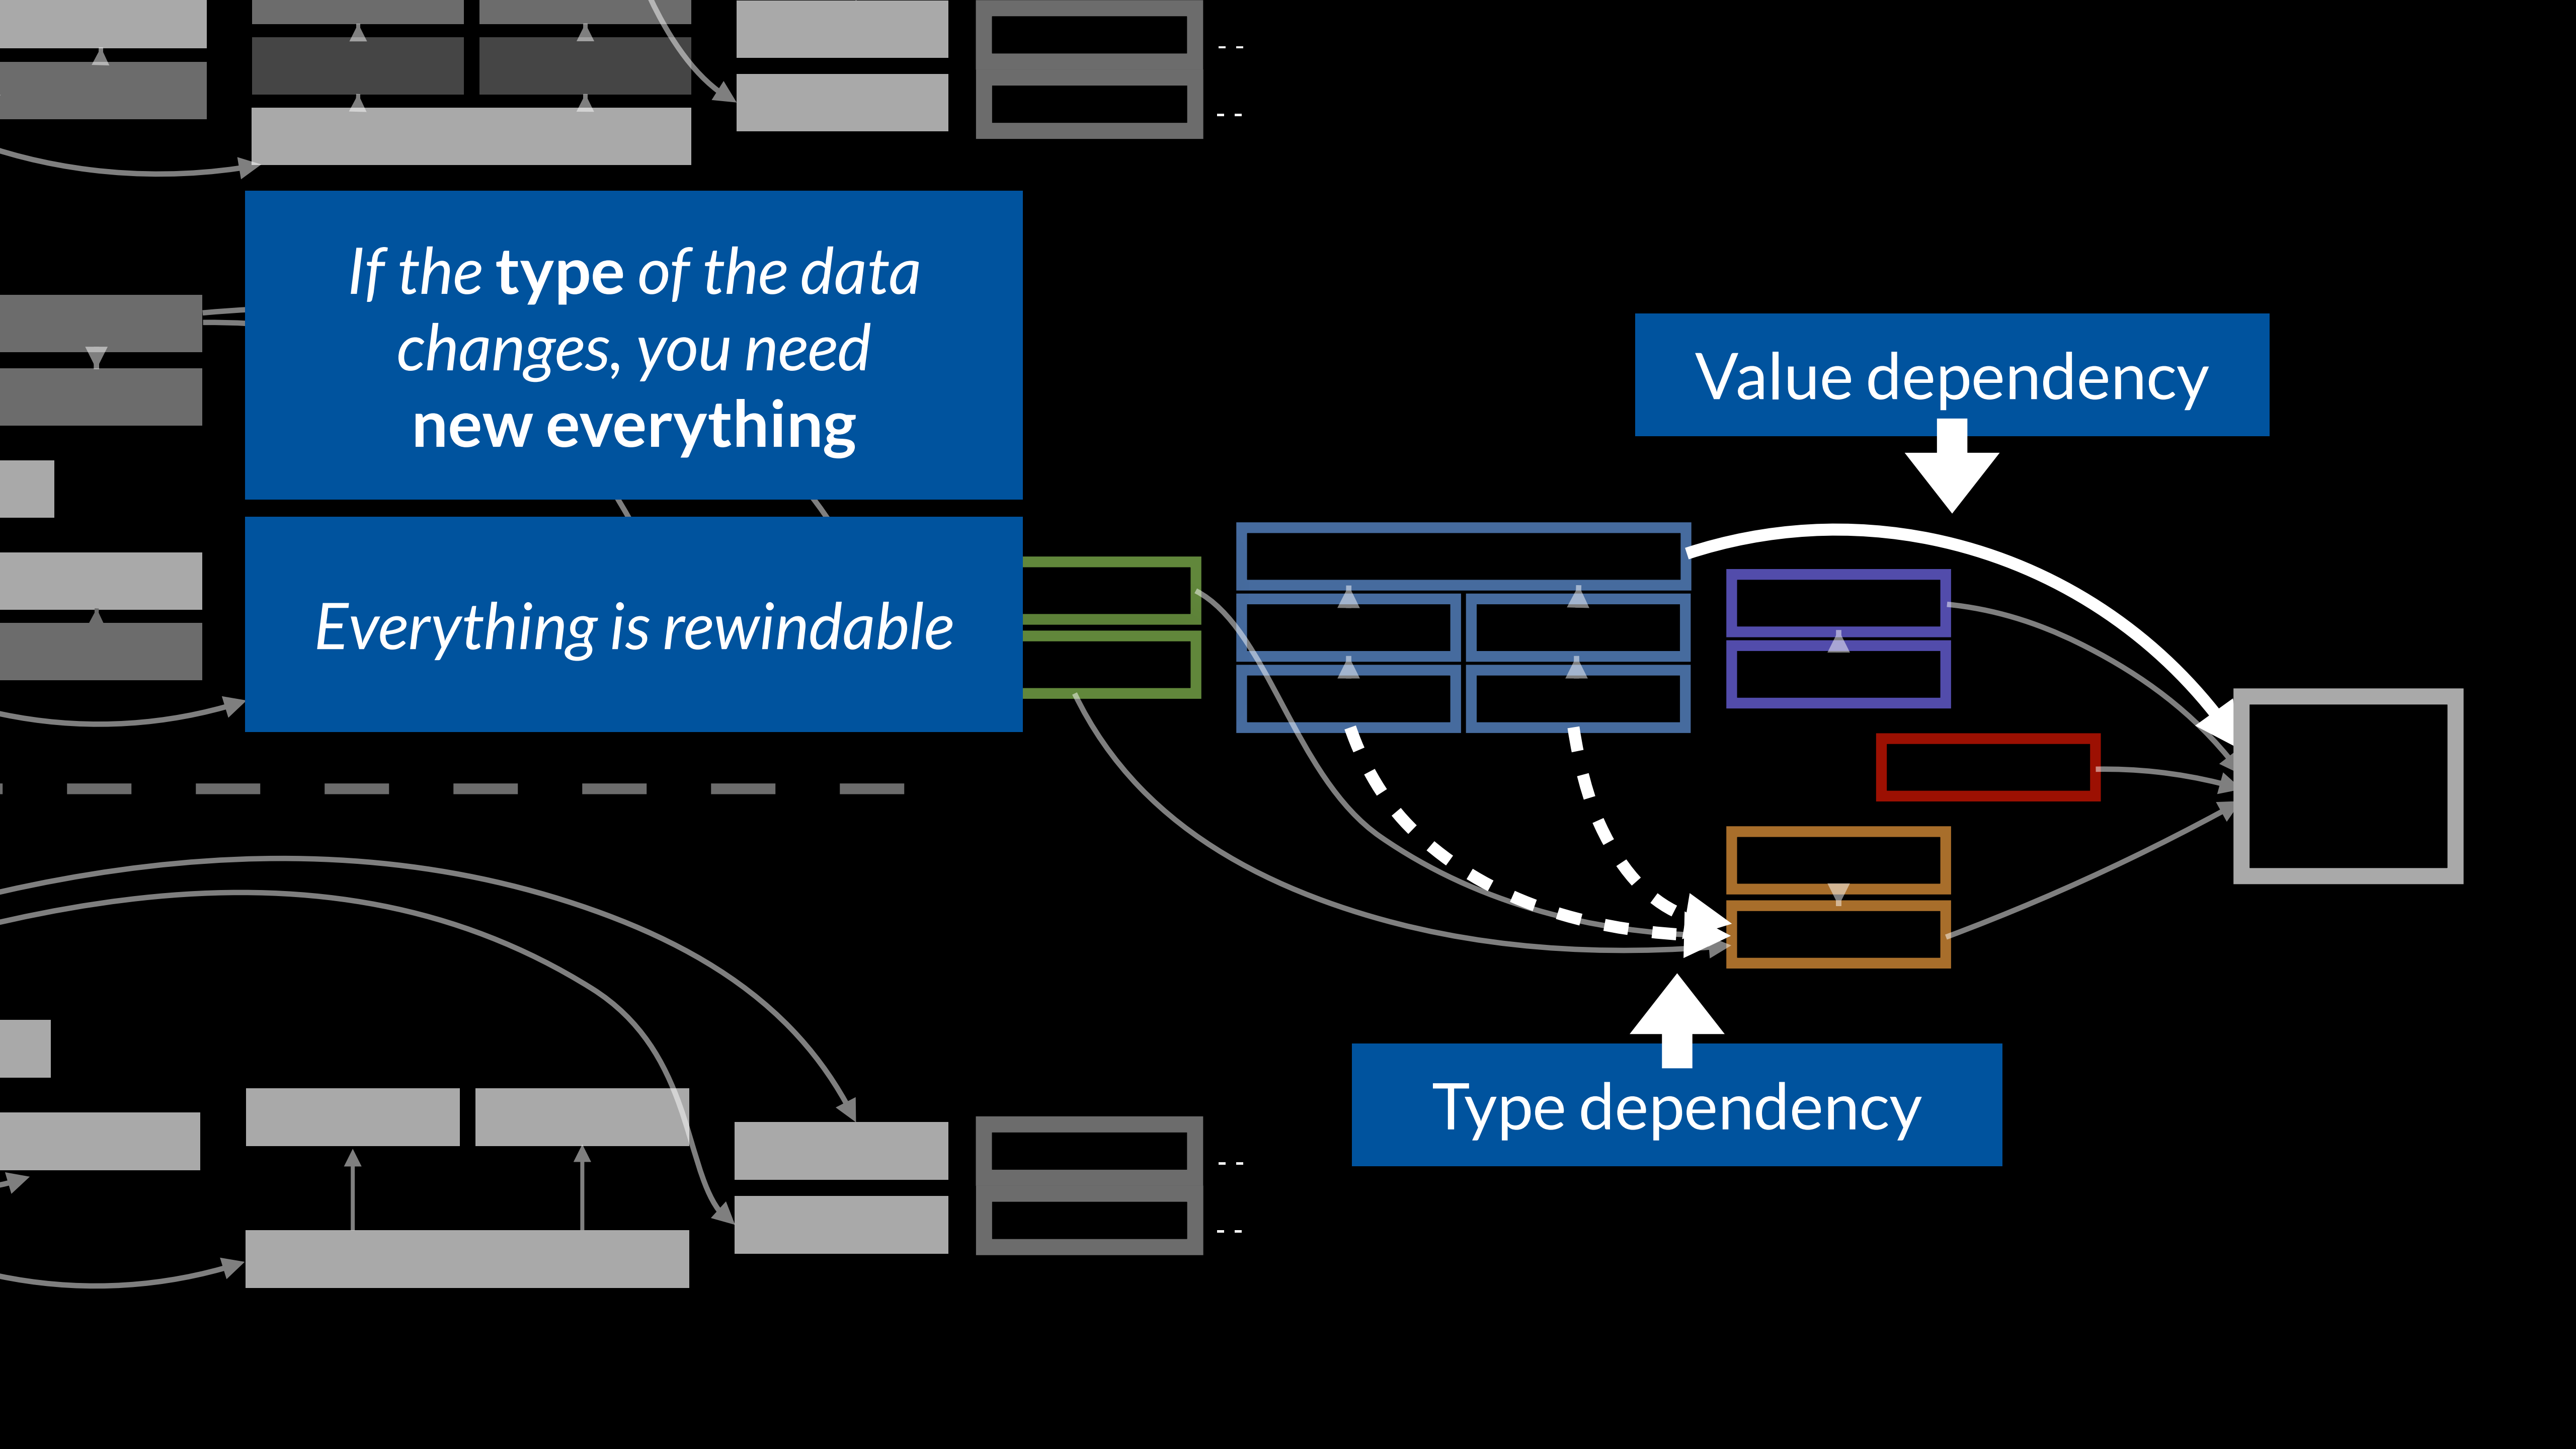 If the type of the data
changes, you need
new everything
Everything is rewindable
Value dependency
Type dependency